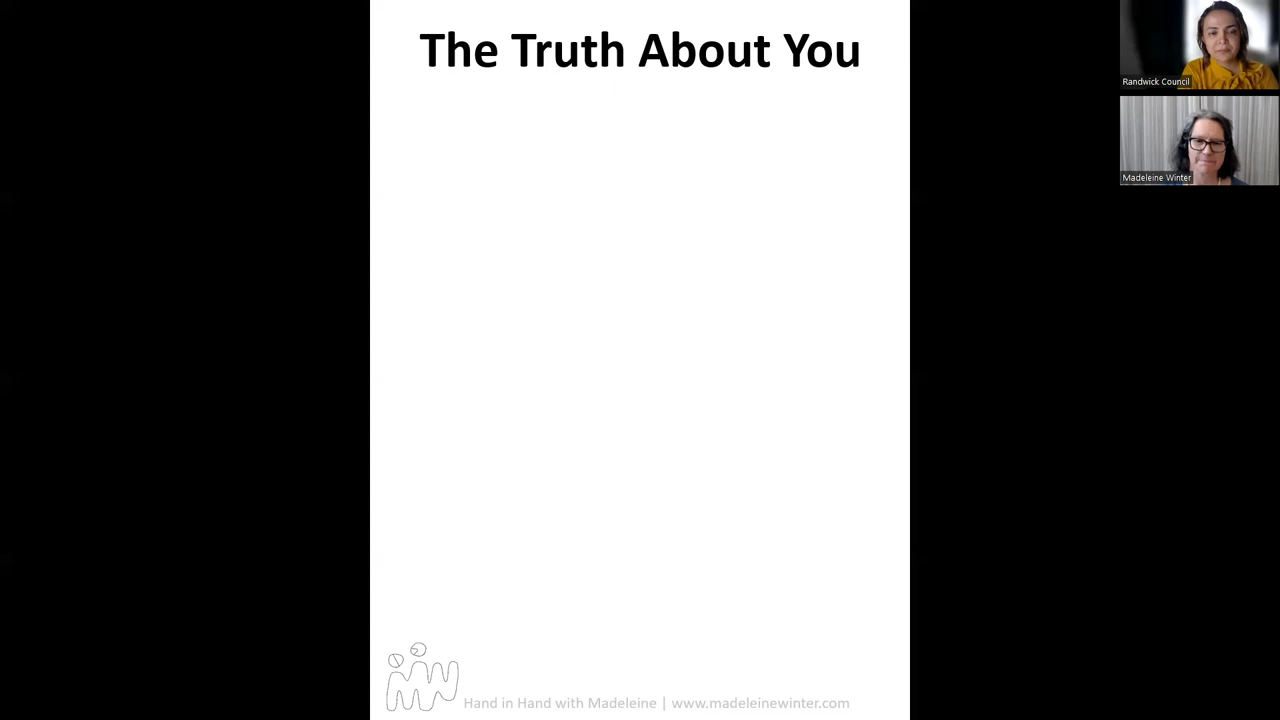 The Truth About You
Randwick Council
Madeleine Winter
Hand in Hand with Madeleine | www.madeleinewinter.com